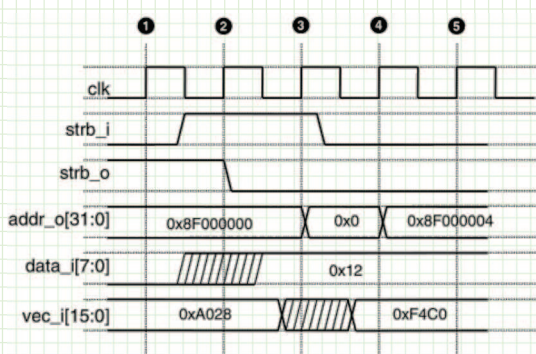 1 2 3 4 5
clk
strb_i
strb_o
addr_o[31:0] 0x8F000000 0x0 0x8F000004
data_i[7:0] 0x12
vec_i[15:0] 0xA028 0xF4C0